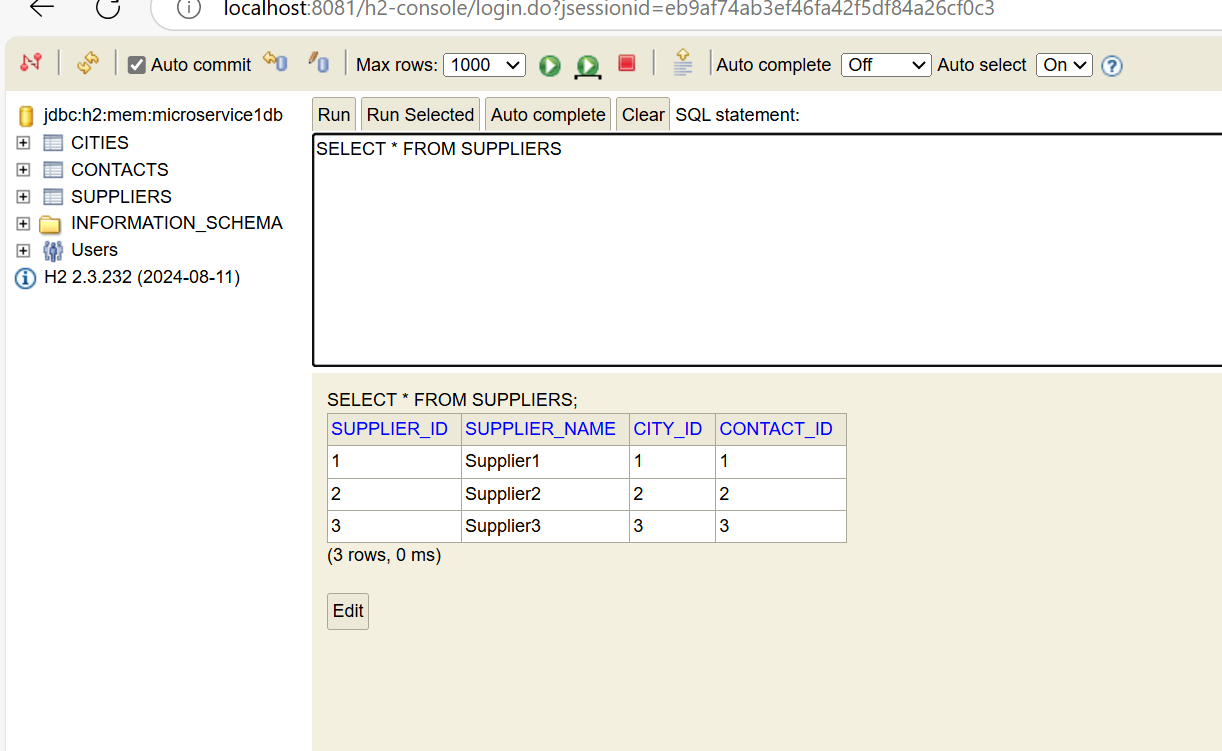 localhost:8081/h2-console/login.do?jsessionid=eb9af74ab3ef46fa42f5df84a26cf0c3
Auto commit Max rows: 1000 Auto complete Off Auto select On
jdbc:h2:mem:microservice1db
CITIES
CONTACTS
SUPPLIERS
INFORMATION_SCHEMA
Users
H2 2.3.232 (2024-08-11)
Run Run Selected Auto complete Clear SQL statement:
SELECT * FROM SUPPLIERS
SELECT * FROM SUPPLIERS;
SUPPLIER_ID SUPPLIER_NAME CITY_ID CONTACT_ID
1 Supplier1 1 1
2 Supplier2 2 2
3 Supplier3 3 3
(3 rows, 0 ms)
Edit